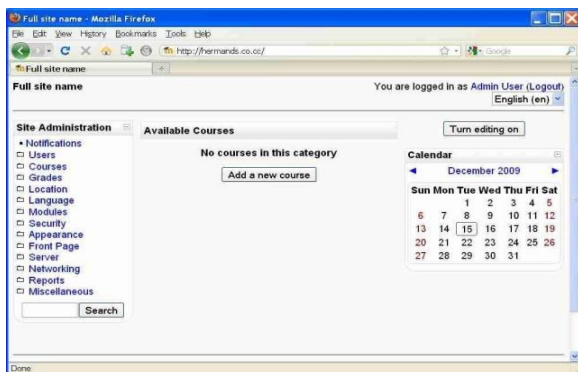 Full site name - Mozilla Firefox
File Edit View History Bookmarks Tools Help
http://hermands.co.cc/
Google
Full site name
Full site name
You are logged in as Admin User (Logout)
English (en)
Site Administration
Notifications
Users
Courses
Grades
Location
Language
Modules
Security
Appearance
Front Page
Server
Networking
Reports
Miscellaneous
Search
Available Courses
No courses in this category
Add a new course
Turn editing on
Calendar
December 2009
Sun Mon Tue Wed Thu Fri Sat
1 2 3 4 5
6 7 8 9 10 11 12
13 14 15 16 17 18 19
20 21 22 23 24 25 26
27 28 29 30 31
Done